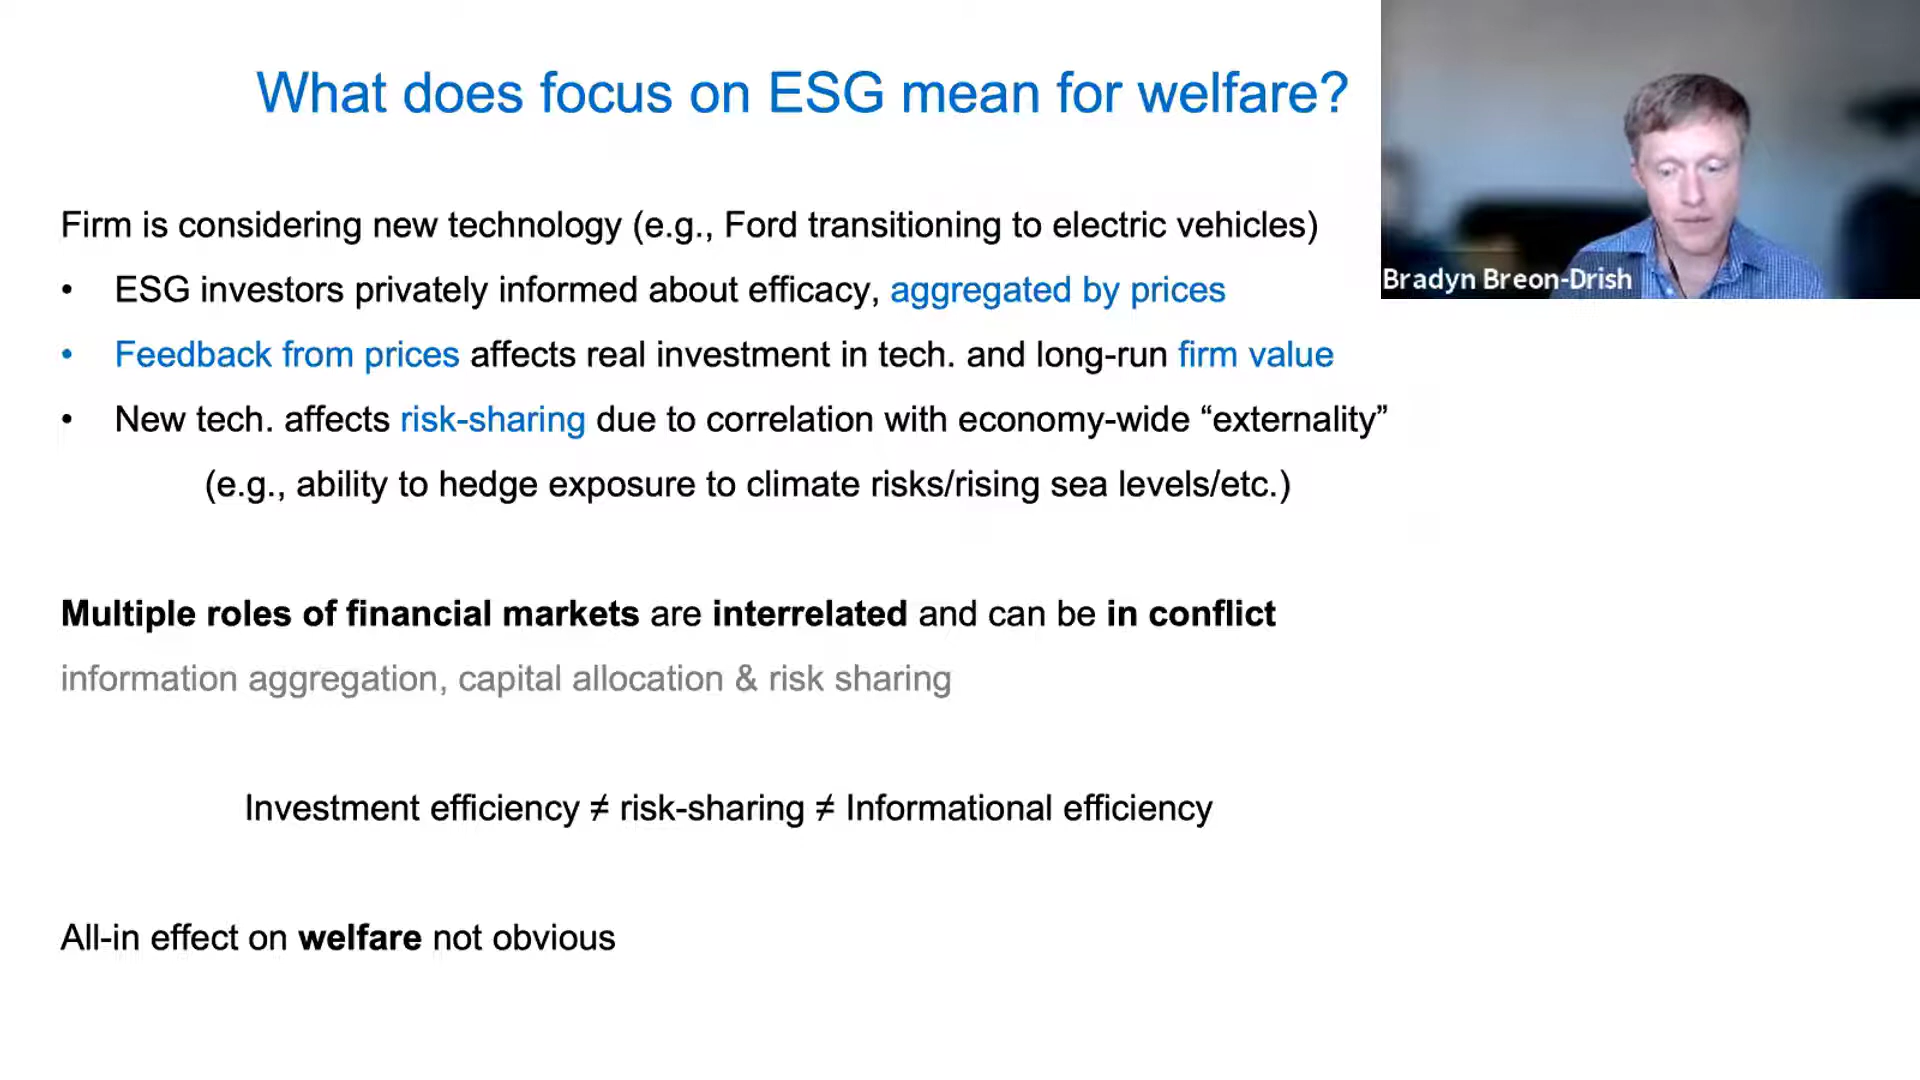 What does focus on ESG mean for welfare?
Bradyn Breon-Drish
Firm is considering new technology (e.g., Ford transitioning to electric vehicles)
• ESG investors privately informed about efficacy, aggregated by prices
• Feedback from prices affects real investment in tech. and long-run firm value
• New tech. affects risk-sharing due to correlation with economy-wide “externality”
(e.g., ability to hedge exposure to climate risks/rising sea levels/etc.)
Multiple roles of financial markets are interrelated and can be in conflict
information aggregation, capital allocation & risk sharing
Investment efficiency ≠ risk-sharing ≠ Informational efficiency
All-in effect on welfare not obvious